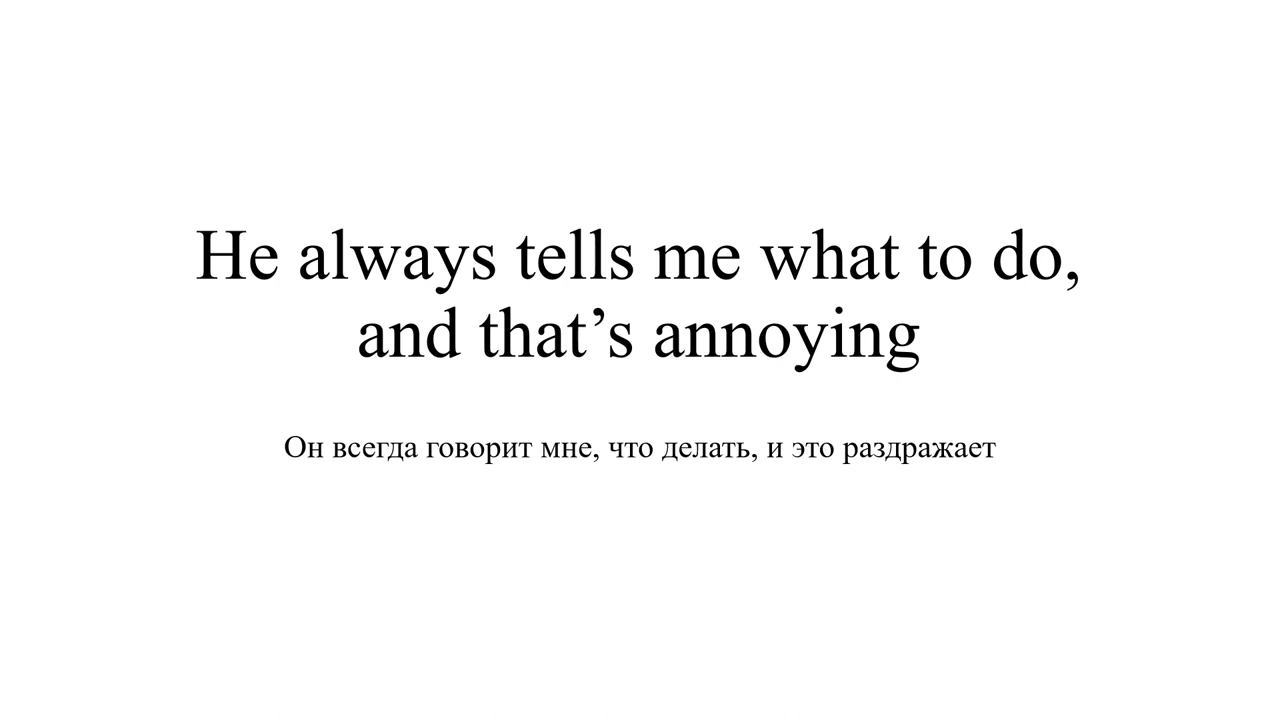 He always tells me what to do,
and that’s annoying
Он всегда говорит мне, что делать, и это раздражает